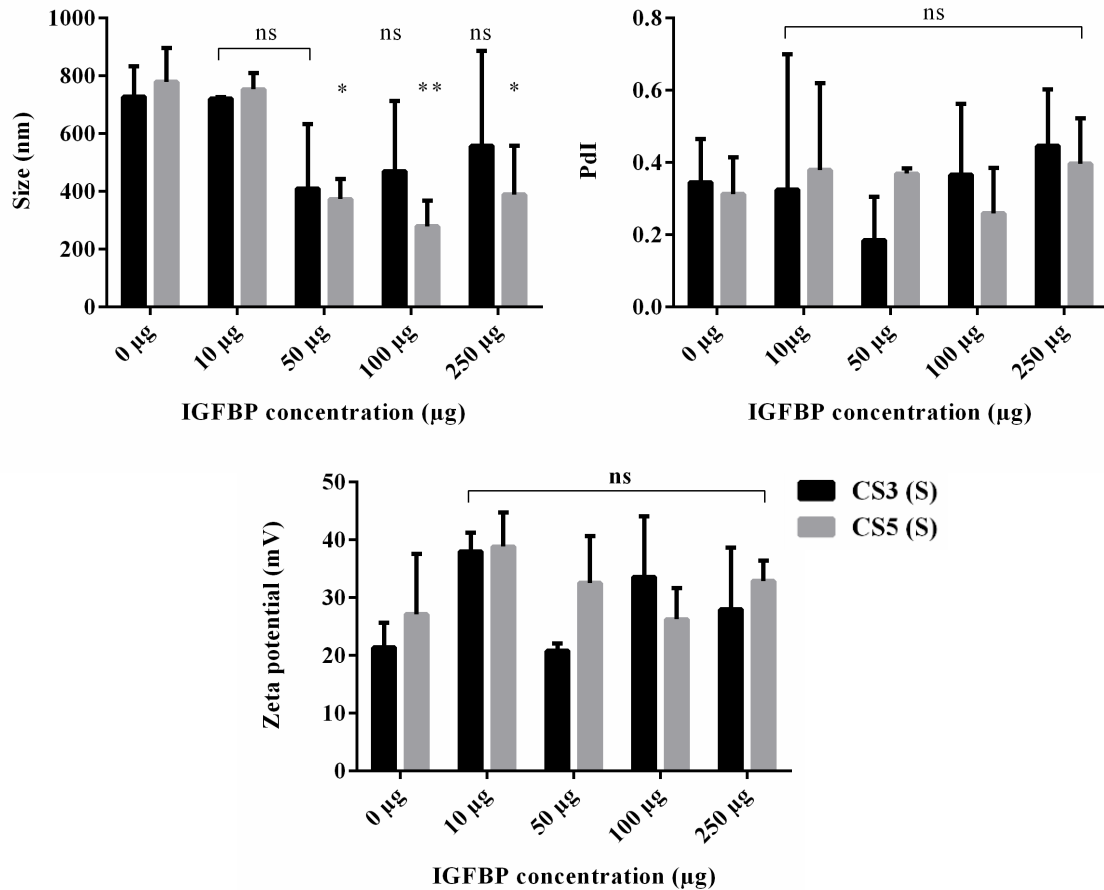 1000
800
600
400
200
0
Size (nm)
ns
ns
ns
*
**
*
0 µg
10 µg
50 µg
100 µg
250 µg
IGFBP concentration (µg)
0.8
0.6
0.4
0.2
0.0
PdI
ns
0 µg
10µg
50 µg
100 µg
250 µg
IGFBP concentration (µg)
50
40
30
20
10
0
Zeta potential (mV)
ns
0 µg
10 µg
50 µg
100 µg
250 µg
IGFBP concentration (µg)
CS3 (S)
CS5 (S)